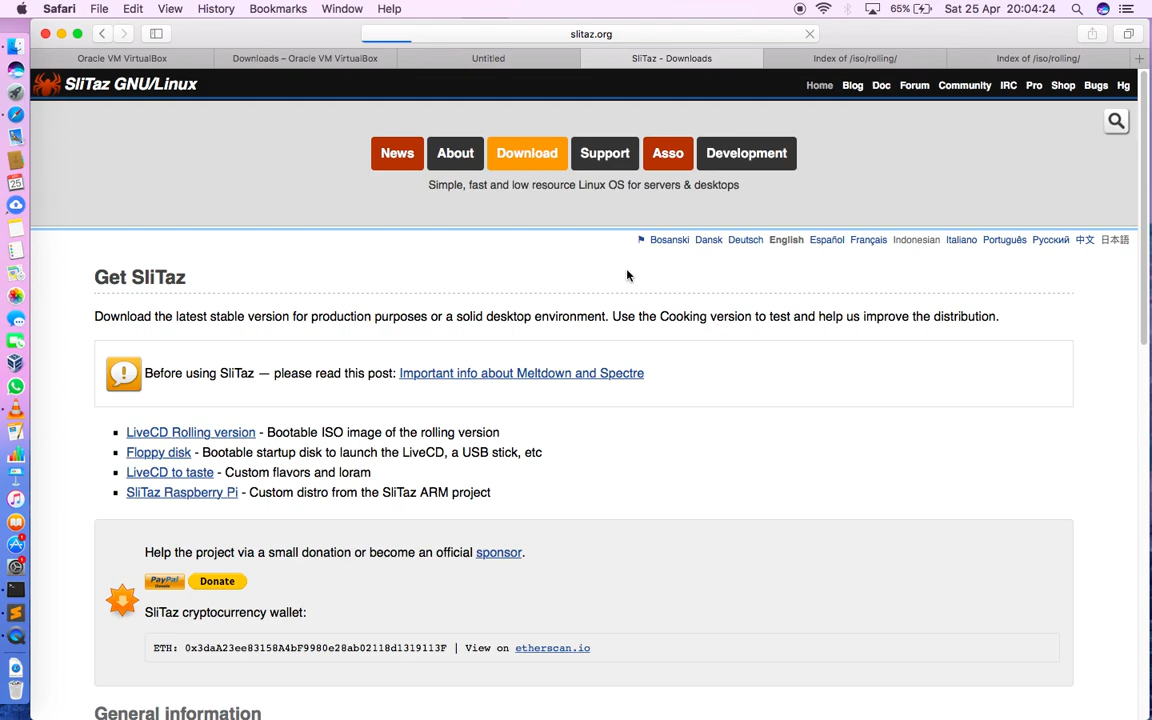 Safari File Edit View History Bookmarks Window Help 65% Sat 25 Apr 20:04:24
slitaz.org
Oracle VM VirtualBox Downloads – Oracle VM VirtualBox Untitled SliTaz - Downloads Index of /iso/rolling/ Index of /iso/rolling/
SliTaz GNU/Linux Home Blog Doc Forum Community IRC Pro Shop Bugs Hg
News About Download Support Asso Development
Simple, fast and low resource Linux OS for servers & desktops
Bosanski Dansk Deutsch English Español Français Indonesian Italiano Português Русский 中文 日本語
Get SliTaz
Download the latest stable version for production purposes or a solid desktop environment. Use the Cooking version to test and help us improve the distribution.
Before using SliTaz — please read this post: Important info about Meltdown and Spectre
LiveCD Rolling version - Bootable ISO image of the rolling version
Floppy disk - Bootable startup disk to launch the LiveCD, a USB stick, etc
LiveCD to taste - Custom flavors and loram
SliTaz Raspberry Pi - Custom distro from the SliTaz ARM project
Help the project via a small donation or become an official sponsor.
PayPal Donate
SliTaz cryptocurrency wallet:
ETH: 0x3daA23ee83158A4bF9980e28ab02118d1319113F | View on etherscan.io
General information